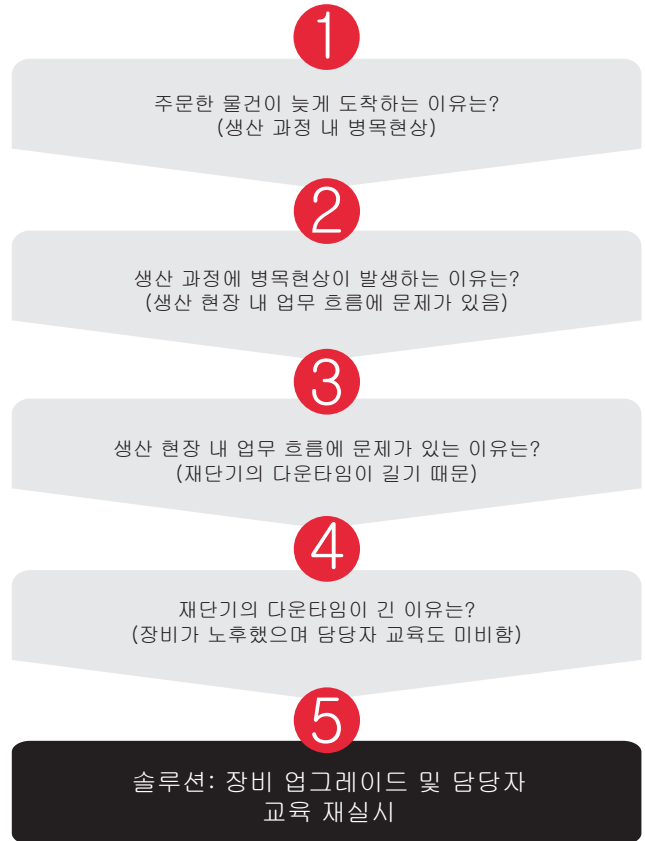 1
주문한 물건이 늦게 도착하는 이유는?
(생산 과정 내 병목현상)
2
생산 과정에 병목현상이 발생하는 이유는?
(생산 현장 내 업무 흐름에 문제가 있음)
3
생산 현장 내 업무 흐름에 문제가 있는 이유는?
(재단기의 다운타임이 길기 때문)
4
재단기의 다운타임이 긴 이유는?
(장비가 노후했으며 담당자 교육도 미비함)
5
솔루션: 장비 업그레이드 및 담당자
교육 재실시